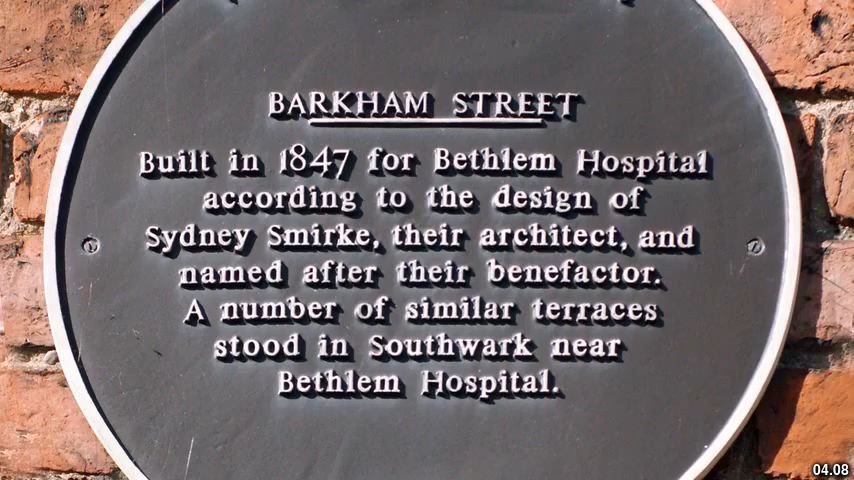 BARKHAM STREET
Built in 1847 for Bethlem Hospital
according to the design of
Sydney Smirke, their architect, and
named after their benefactor.
A number of similar terraces
stood in Southwark near
Bethlem Hospital.
04.08